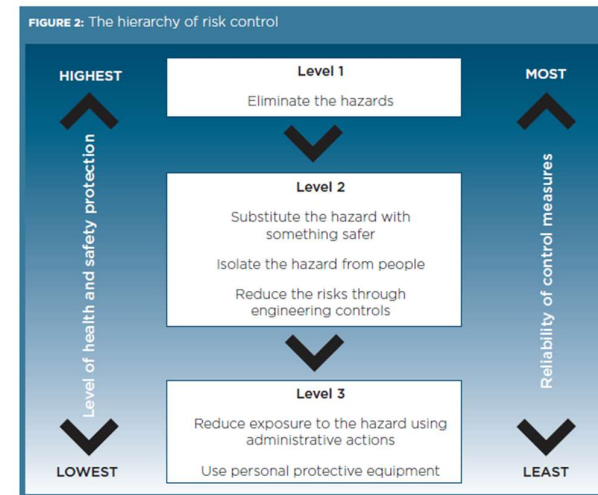 FIGURE 2: The hierarchy of risk control
HIGHEST
Level of health and safety protection
LOWEST
Level 1
Eliminate the hazards
Level 2
Substitute the hazard with
something safer
Isolate the hazard from people
Reduce the risks through
engineering controls
Level 3
Reduce exposure to the hazard using
administrative actions
Use personal protective equipment
MOST
Reliability of control measures
LEAST